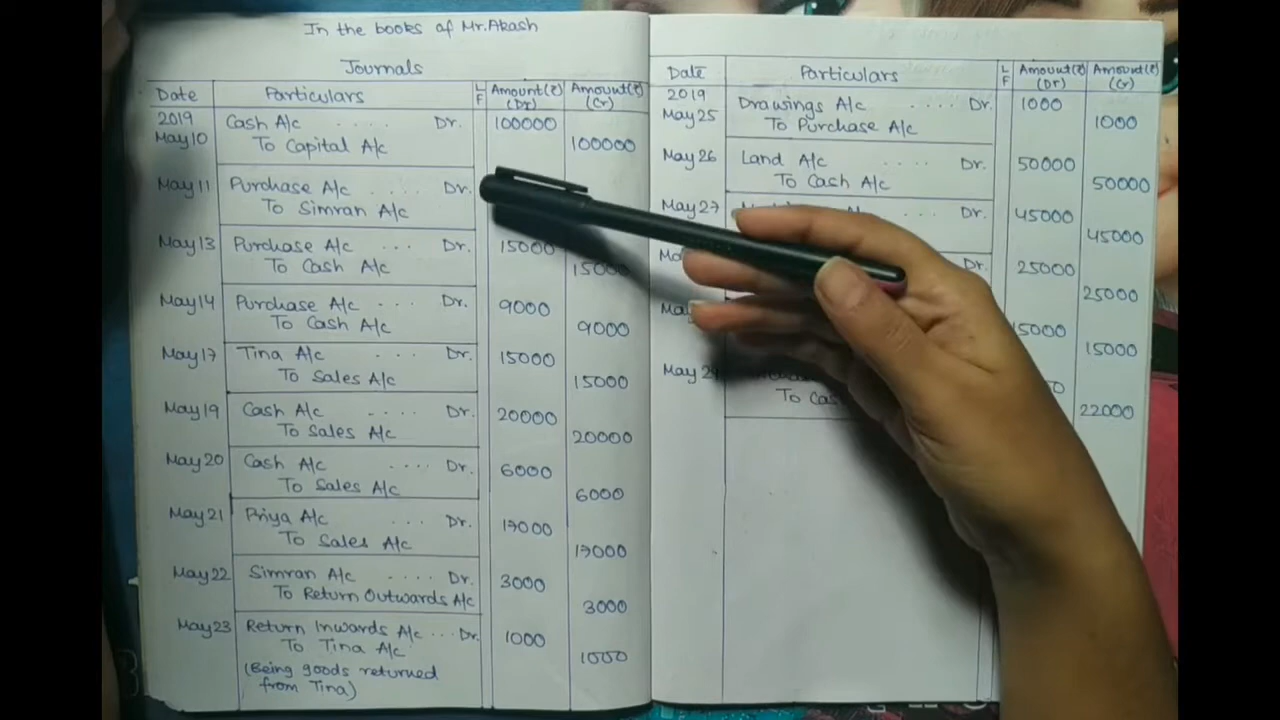 In the books of Mr.Akash
Journals
Date Particulars LF Amount(₹) (Dr) Amount(₹) (Cr)
2019 Cash A/c .... Dr. 100000
May 10 To Capital A/c 100000
May 11 Purchase A/c .... Dr.
To Simran A/c
May 13 Purchase A/c ... Dr. 15000
To Cash A/c 15000
May 14 Purchase A/c ... Dr. 9000
To Cash A/c 9000
May 17 Tina A/c ... Dr. 15000
To Sales A/c 15000
May 19 Cash A/c .... Dr. 20000
To Sales A/c 20000
May 20 Cash A/c .... Dr. 6000
To Sales A/c 6000
May 21 Priya A/c ... Dr. 17000
To Sales A/c 17000
May 22 Simran A/c .... Dr. 3000
To Return Outwards A/c 3000
May 23 Return Inwards A/c ... Dr. 1000
To Tina A/c 1000
(Being goods returned
from Tina)
Date Particulars LF Amount(₹) (Dr) Amount(₹) (Cr)
2019 Drawings A/c .... Dr. 1000
May 25 To Purchase A/c 1000
May 26 Land A/c .... Dr. 50000
To Cash A/c 50000
May 27 ... Dr. 45000
45000
Dr. 25000
25000
15000
15000
May
To
22000